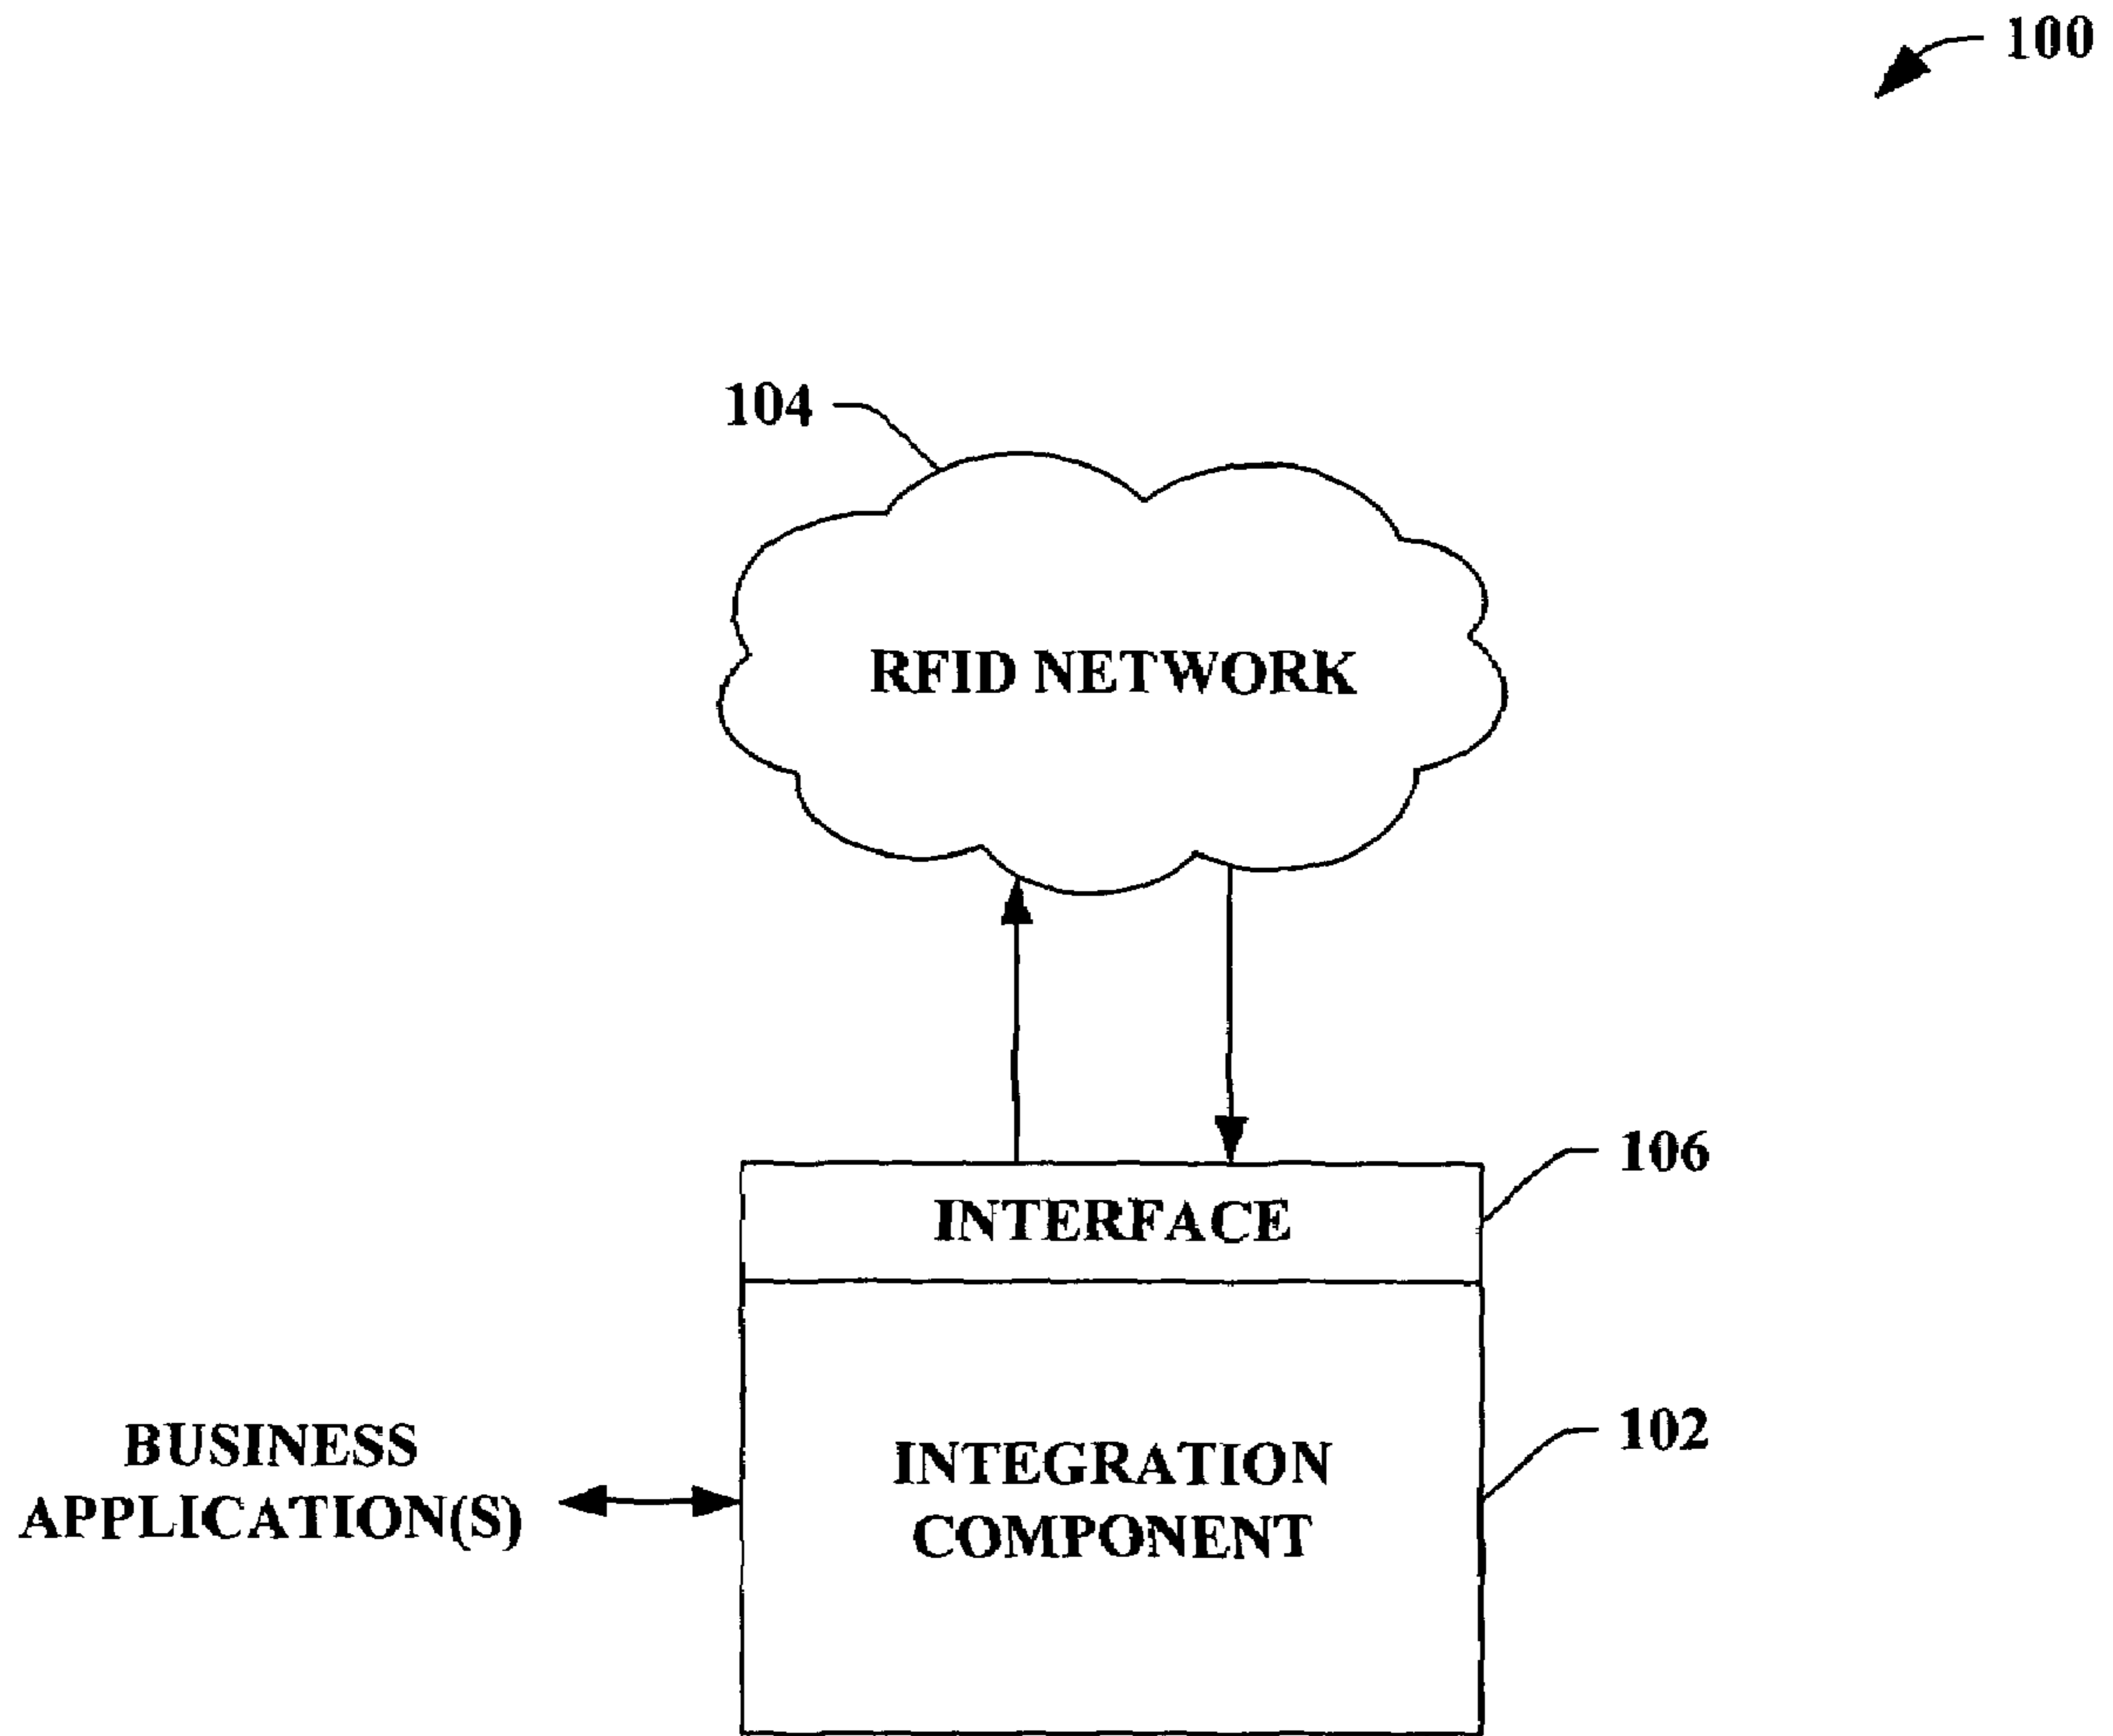 100
104
RFID NETWORK
106
INTERFACE
102
BUSINESS
APPLICATION(S)
INTEGRATION
COMPONENT